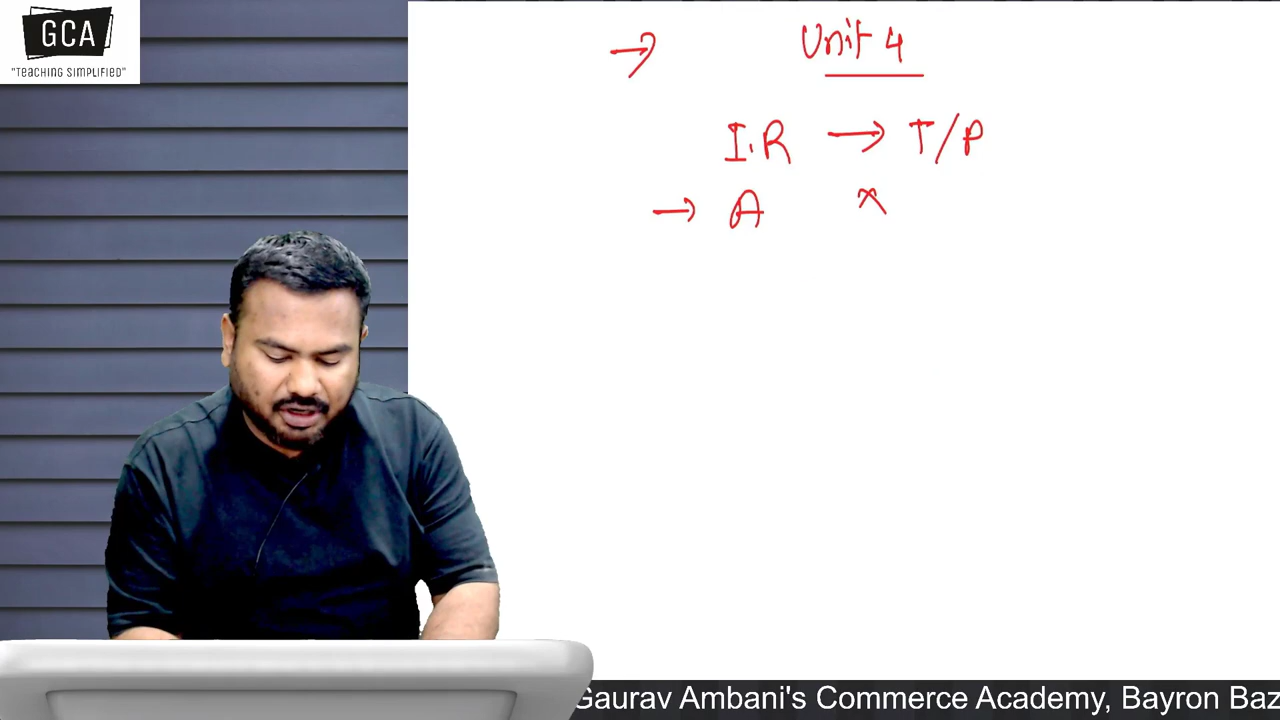 GCA
"TEACHING SIMPLIFIED"
→ Unit 4
I.R → T/P
→ A x
Gaurav Ambani's Commerce Academy, Bayron Baz